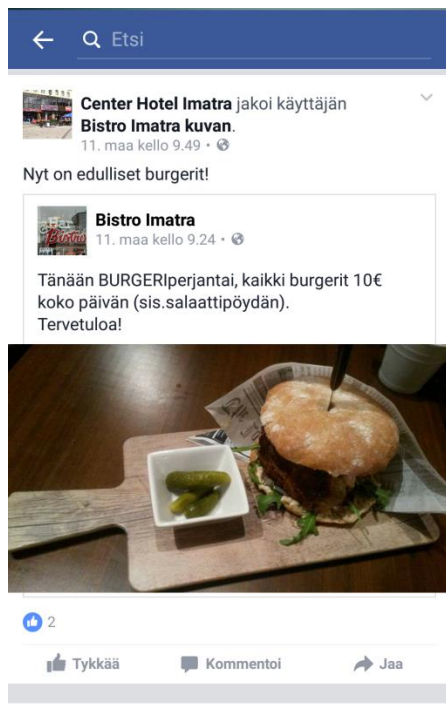 Etsi
Center Hotel Imatra jakoi käyttäjän
Bistro Imatra kuvan.
11. maa kello 9.49 •
Nyt on edulliset burgerit!
Bistro
Bistro Imatra
11. maa kello 9.24 •
Tänään BURGERIperjantai, kaikki burgerit 10€
koko päivän (sis.salaattipöydän).
Tervetuloa!
2
Tykkää Kommentoi Jaa